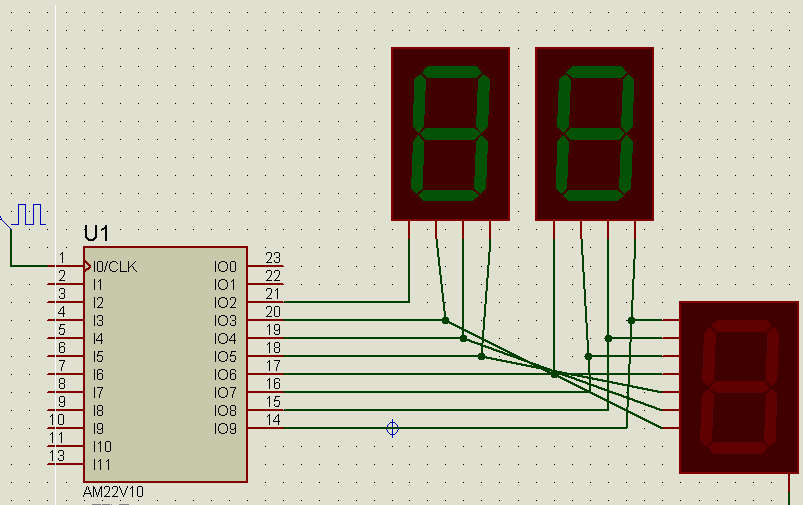 U1
1 I0/CLK IO0 23
2 I1 IO1 22
3 I2 IO2 21
4 I3 IO3 20
5 I4 IO4 19
6 I5 IO5 18
7 I6 IO6 17
8 I7 IO7 16
9 I8 IO8 15
10 I9 IO9 14
11 I10
13 I11
AM22V10